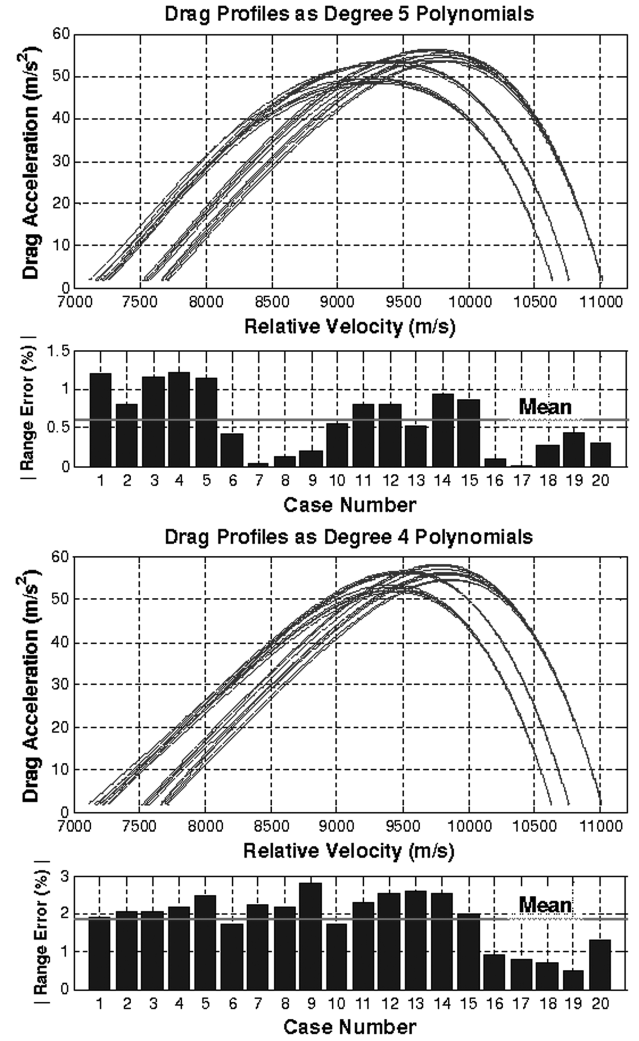 Drag Profiles as Degree 5 Polynomials
Drag Acceleration (m/s²)
60
50
40
30
20
10
0
7000 7500 8000 8500 9000 9500 10000 10500 11000
Relative Velocity (m/s)
| Range Error (%) |
1.5
1
0.5
0
Mean
1 2 3 4 5 6 7 8 9 10 11 12 13 14 15 16 17 18 19 20
Case Number
Drag Profiles as Degree 4 Polynomials
Drag Acceleration (m/s²)
60
50
40
30
20
10
0
7000 7500 8000 8500 9000 9500 10000 10500 11000
Relative Velocity (m/s)
| Range Error (%) |
3
2
1
0
Mean
1 2 3 4 5 6 7 8 9 10 11 12 13 14 15 16 17 18 19 20
Case Number